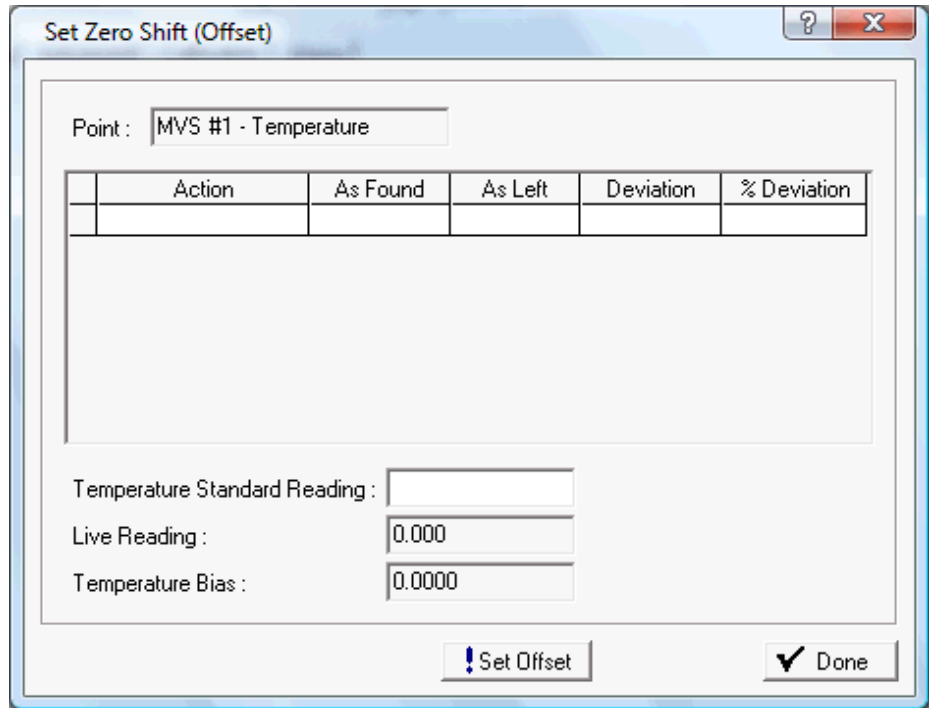 Set Zero Shift (Offset)
?
X
Point : MVS #1 - Temperature
Action As Found As Left Deviation % Deviation
Temperature Standard Reading :
Live Reading : 0.000
Temperature Bias : 0.0000
! Set Offset ✓ Done